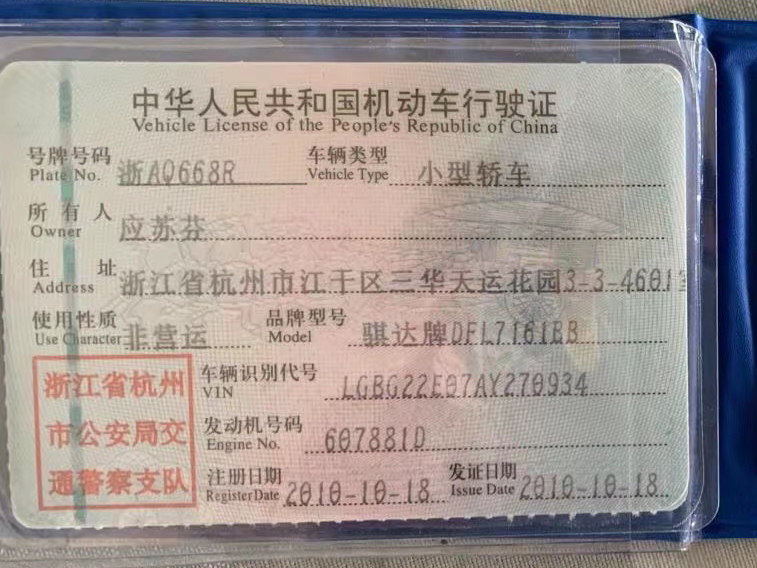 中华人民共和国机动车行驶证
Vehicle License of the People's Republic of China
号牌号码 浙AQ668R 车辆类型 小型轿车
Plate No. Vehicle Type
所有人 应苏芬
Owner
住址 浙江省杭州市江干区三华天运花园3-3-4601室
Address
使用性质 非营运 品牌型号 骐达牌DFL7161BB
Use Character Model
浙江省杭州市公安局交通警察支队
车辆识别代号 LGBG22E07AY270934
VIN
发动机号码 607881D
Engine No.
注册日期 2010-10-18 发证日期 2010-10-18
Register Date Issue Date